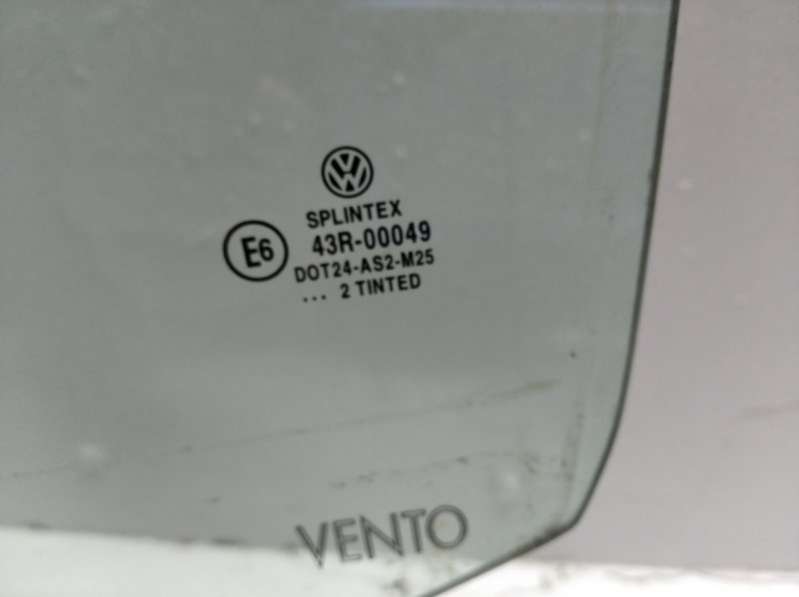 SPLINTEX
E6 43R-00049
DOT24-AS2-M25
... 2 TINTED
VENTO